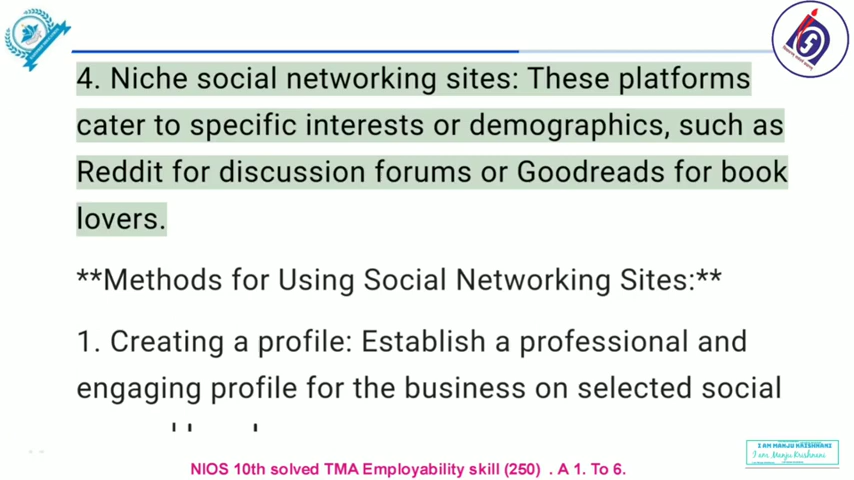 4. Niche social networking sites: These platforms
cater to specific interests or demographics, such as
Reddit for discussion forums or Goodreads for book
lovers.
**Methods for Using Social Networking Sites:**
1. Creating a profile: Establish a professional and
engaging profile for the business on selected social
I AM MANJU KRISHNANI
I am Manju Krishnani
NIOS 10th solved TMA Employability skill (250) . A 1. To 6.